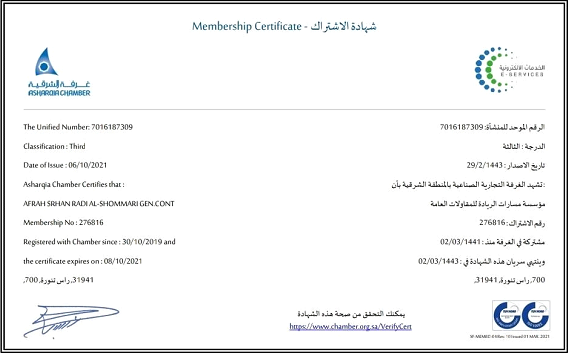 Membership Certificate - شهادة الاشتراك
غرفة الشرقية
ASHARQIA CHAMBER
الخدمات الالكترونية
E-SERVICES
The Unified Number: 7016187309
الرقم الموحد للمنشأة: 7016187309
Classification : Third
الدرجة : الثالثة
Date of Issue : 06/10/2021
تاريخ الاصدار : 29/2/1443
Asharqia Chamber Certifies that :
تشهد الغرفة التجارية الصناعية بالمنطقة الشرقية بأن :
AFRAH SRHAN RADI AL-SHOMMARI GEN.CONT
مؤسسة مسارات الريادة للمقاولات العامة
Membership No : 276816
رقم الاشتراك: 276816
Registered with Chamber since : 30/10/2019 and
مشتركة في الغرفة منذ : 02/03/1441
the certificate expires on : 08/10/2021
وينتهي سريان هذه الشهادة في : 02/03/1443
700, راس تنورة, 31941
700, راس تنورة, 31941
يمكنك التحقق من صحة هذه الشهادة
https://www.chamber.org.sa/VerifyCert